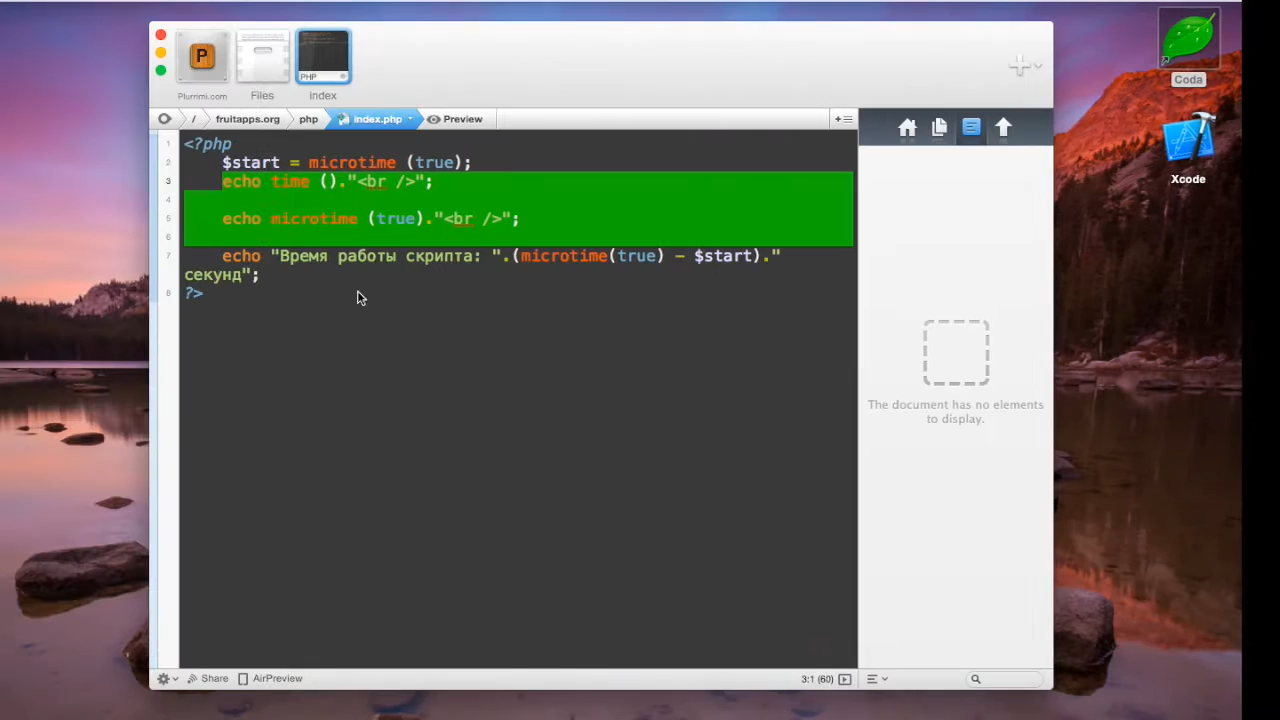 P
PHP
Plurrimi.com
Files
index
Coda
/ fruitapps.org php index.php Preview
1 <?php
2 $start = microtime (true);
3 echo time ()."<br />";
4
5 echo microtime (true)."<br />";
6
7 echo "Время работы скрипта: ".(microtime(true) - $start)."
секунд";
8 ?>
Xcode
The document has no elements
to display.
Share AirPreview
3:1 (60)